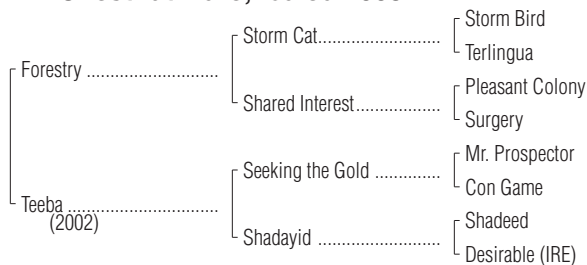 Storm Bird
Storm Cat..............................
Terlingua
Forestry ................................
Pleasant Colony
Shared Interest.....................
Surgery
Mr. Prospector
Seeking the Gold ................
Con Game
Teeba .....................................
(2002)
Shadeed
Shadayid ..............................
Desirable (IRE)